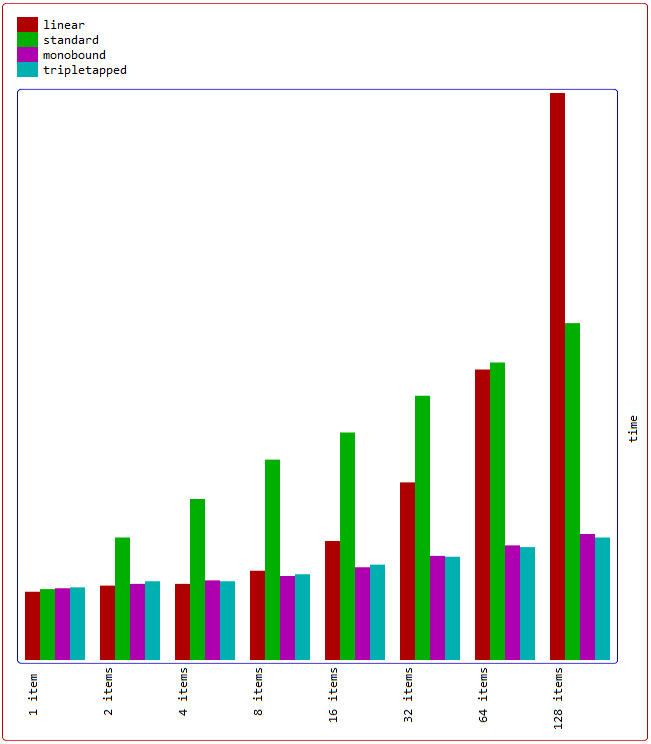 linear
standard
monobound
tripletapped
time
1 item
2 items
4 items
8 items
16 items
32 items
64 items
128 items